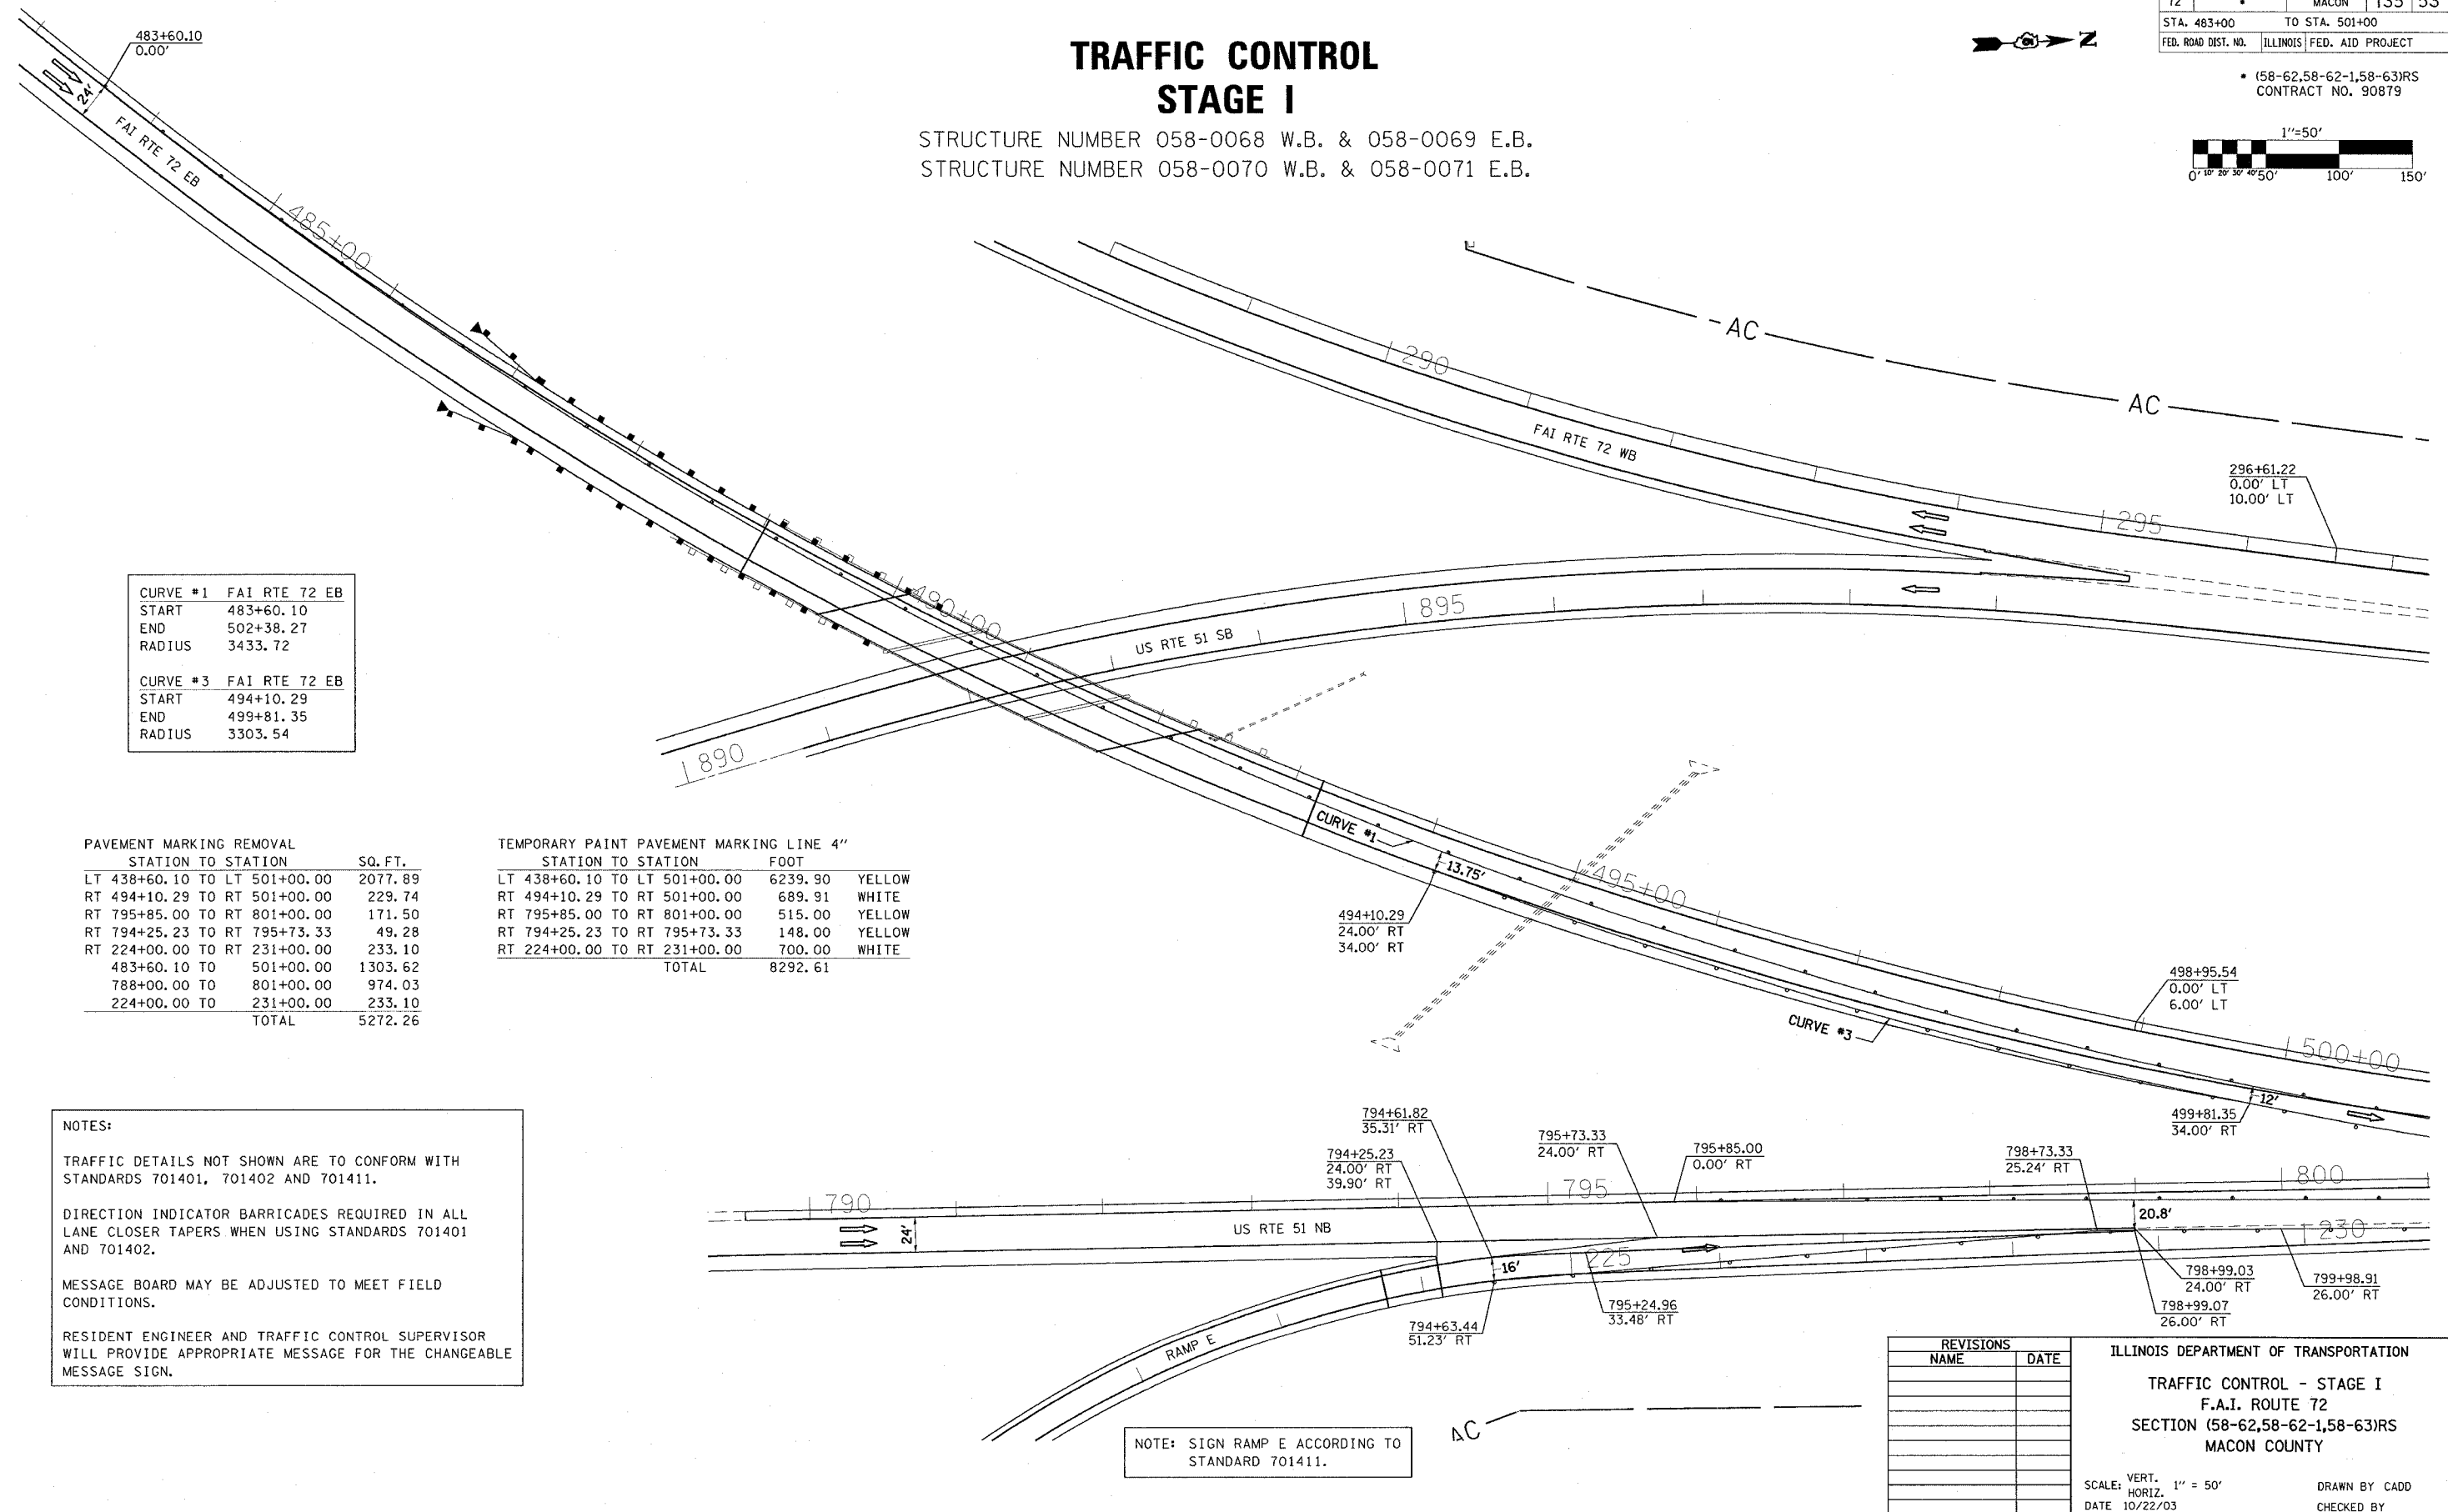 TRAFFIC CONTROL
STAGE I
STRUCTURE NUMBER 058-0068 W.B. & 058-0069 E.B.
STRUCTURE NUMBER 058-0070 W.B. & 058-0071 E.B.
N
72 • MACON 135 53
STA. 483+00 TO STA. 501+00
FED. ROAD DIST. NO. ILLINOIS FED. AID PROJECT
• (58-62,58-62-1,58-63)RS
CONTRACT NO. 90879
1"=50'
0' 10' 20' 30' 40' 50' 100' 150'
483+60.10
0.00'
24'
FAI RTE 72 EB
485+00
490+00
AC
AC
290
FAI RTE 72 WB
295
296+61.22
0.00' LT
10.00' LT
895
US RTE 51 SB
890
CURVE #1 FAI RTE 72 EB
START 483+60.10
END 502+38.27
RADIUS 3433.72
CURVE #3 FAI RTE 72 EB
START 494+10.29
END 499+81.35
RADIUS 3303.54
CURVE #1
13.75'
495+00
494+10.29
24.00' RT
34.00' RT
498+95.54
0.00' LT
6.00' LT
CURVE #3
500+00
12'
499+81.35
34.00' RT
PAVEMENT MARKING REMOVAL
STATION TO STATION SQ.FT.
LT 438+60.10 TO LT 501+00.00 2077.89
RT 494+10.29 TO RT 501+00.00 229.74
RT 795+85.00 TO RT 801+00.00 171.50
RT 794+25.23 TO RT 795+73.33 49.28
RT 224+00.00 TO RT 231+00.00 233.10
483+60.10 TO 501+00.00 1303.62
788+00.00 TO 801+00.00 974.03
224+00.00 TO 231+00.00 233.10
TOTAL 5272.26
TEMPORARY PAINT PAVEMENT MARKING LINE 4"
STATION TO STATION FOOT
LT 438+60.10 TO LT 501+00.00 6239.90 YELLOW
RT 494+10.29 TO RT 501+00.00 689.91 WHITE
RT 795+85.00 TO RT 801+00.00 515.00 YELLOW
RT 794+25.23 TO RT 795+73.33 148.00 YELLOW
RT 224+00.00 TO RT 231+00.00 700.00 WHITE
TOTAL 8292.61
NOTES:
TRAFFIC DETAILS NOT SHOWN ARE TO CONFORM WITH
STANDARDS 701401, 701402 AND 701411.
DIRECTION INDICATOR BARRICADES REQUIRED IN ALL
LANE CLOSER TAPERS WHEN USING STANDARDS 701401
AND 701402.
MESSAGE BOARD MAY BE ADJUSTED TO MEET FIELD
CONDITIONS.
RESIDENT ENGINEER AND TRAFFIC CONTROL SUPERVISOR
WILL PROVIDE APPROPRIATE MESSAGE FOR THE CHANGEABLE
MESSAGE SIGN.
794+61.82
35.31' RT
794+25.23
24.00' RT
39.90' RT
795+73.33
24.00' RT
795+85.00
0.00' RT
798+73.33
25.24' RT
790
795
800
24'
US RTE 51 NB
20.8'
16'
225
230
798+99.03
24.00' RT
799+98.91
26.00' RT
798+99.07
26.00' RT
795+24.96
33.48' RT
794+63.44
51.23' RT
RAMP E
AC
NOTE: SIGN RAMP E ACCORDING TO
STANDARD 701411.
REVISIONS
NAME DATE
ILLINOIS DEPARTMENT OF TRANSPORTATION
TRAFFIC CONTROL - STAGE I
F.A.I. ROUTE 72
SECTION (58-62,58-62-1,58-63)RS
MACON COUNTY
SCALE: VERT. HORIZ. 1" = 50'
DRAWN BY CADD
DATE 10/22/03
CHECKED BY